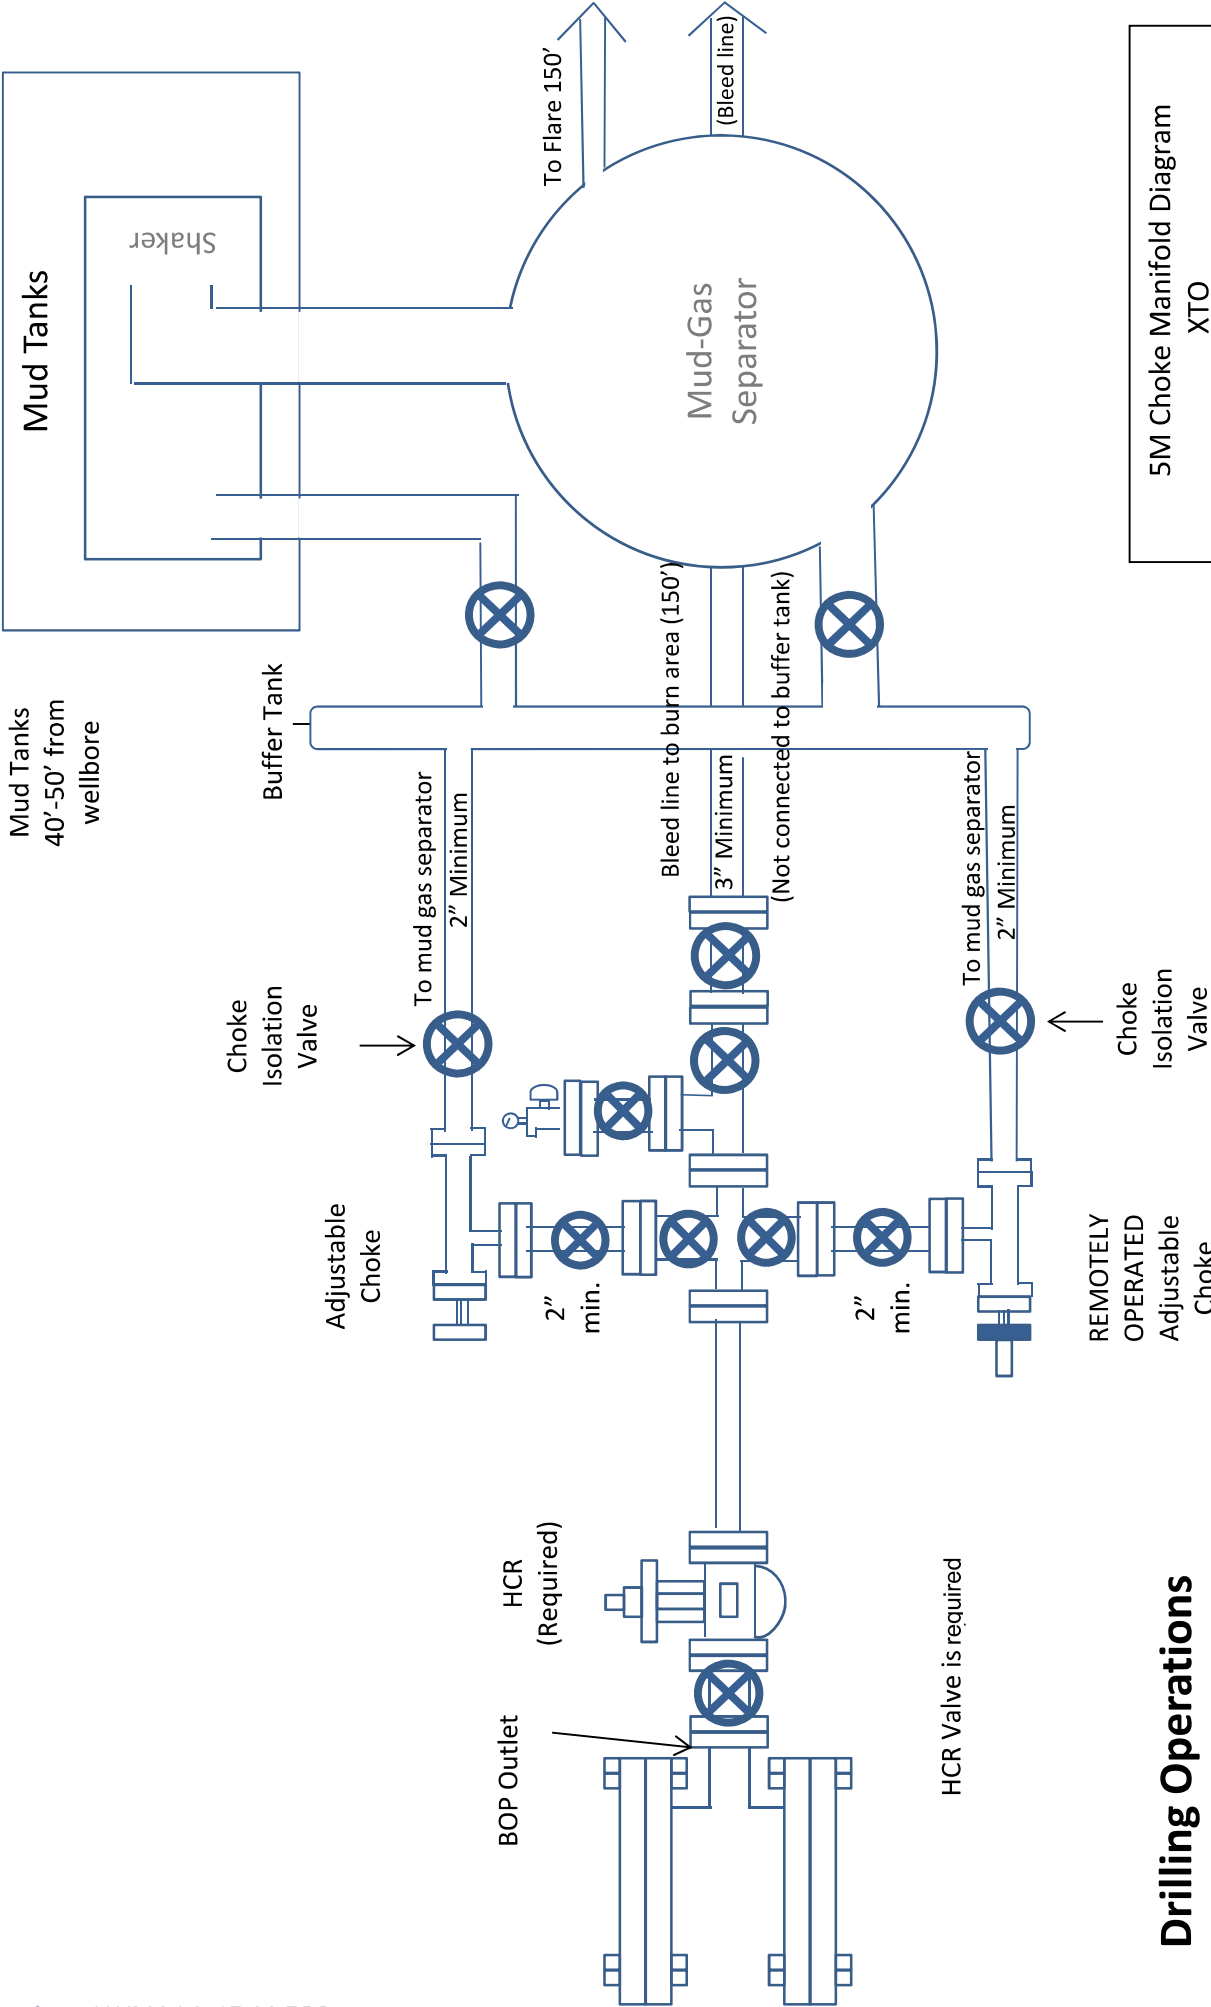 Mud Tanks
40'-50' from
wellbore
Mud Tanks
Shaker
Buffer Tank
Choke
Isolation
Valve
To mud gas separator
2” Minimum
Adjustable
Choke
To Flare 150’
(Bleed line)
Mud-Gas
Separator
Bleed line to burn area (150’)
3” Minimum
(Not connected to buffer tank)
2”
min.
2”
min.
HCR
(Required)
BOP Outlet
To mud gas separator
2” Minimum
Choke
Isolation
Valve
REMOTELY
OPERATED
Adjustable
Choke
HCR Valve is required
Drilling Operations
5M Choke Manifold Diagram
XTO